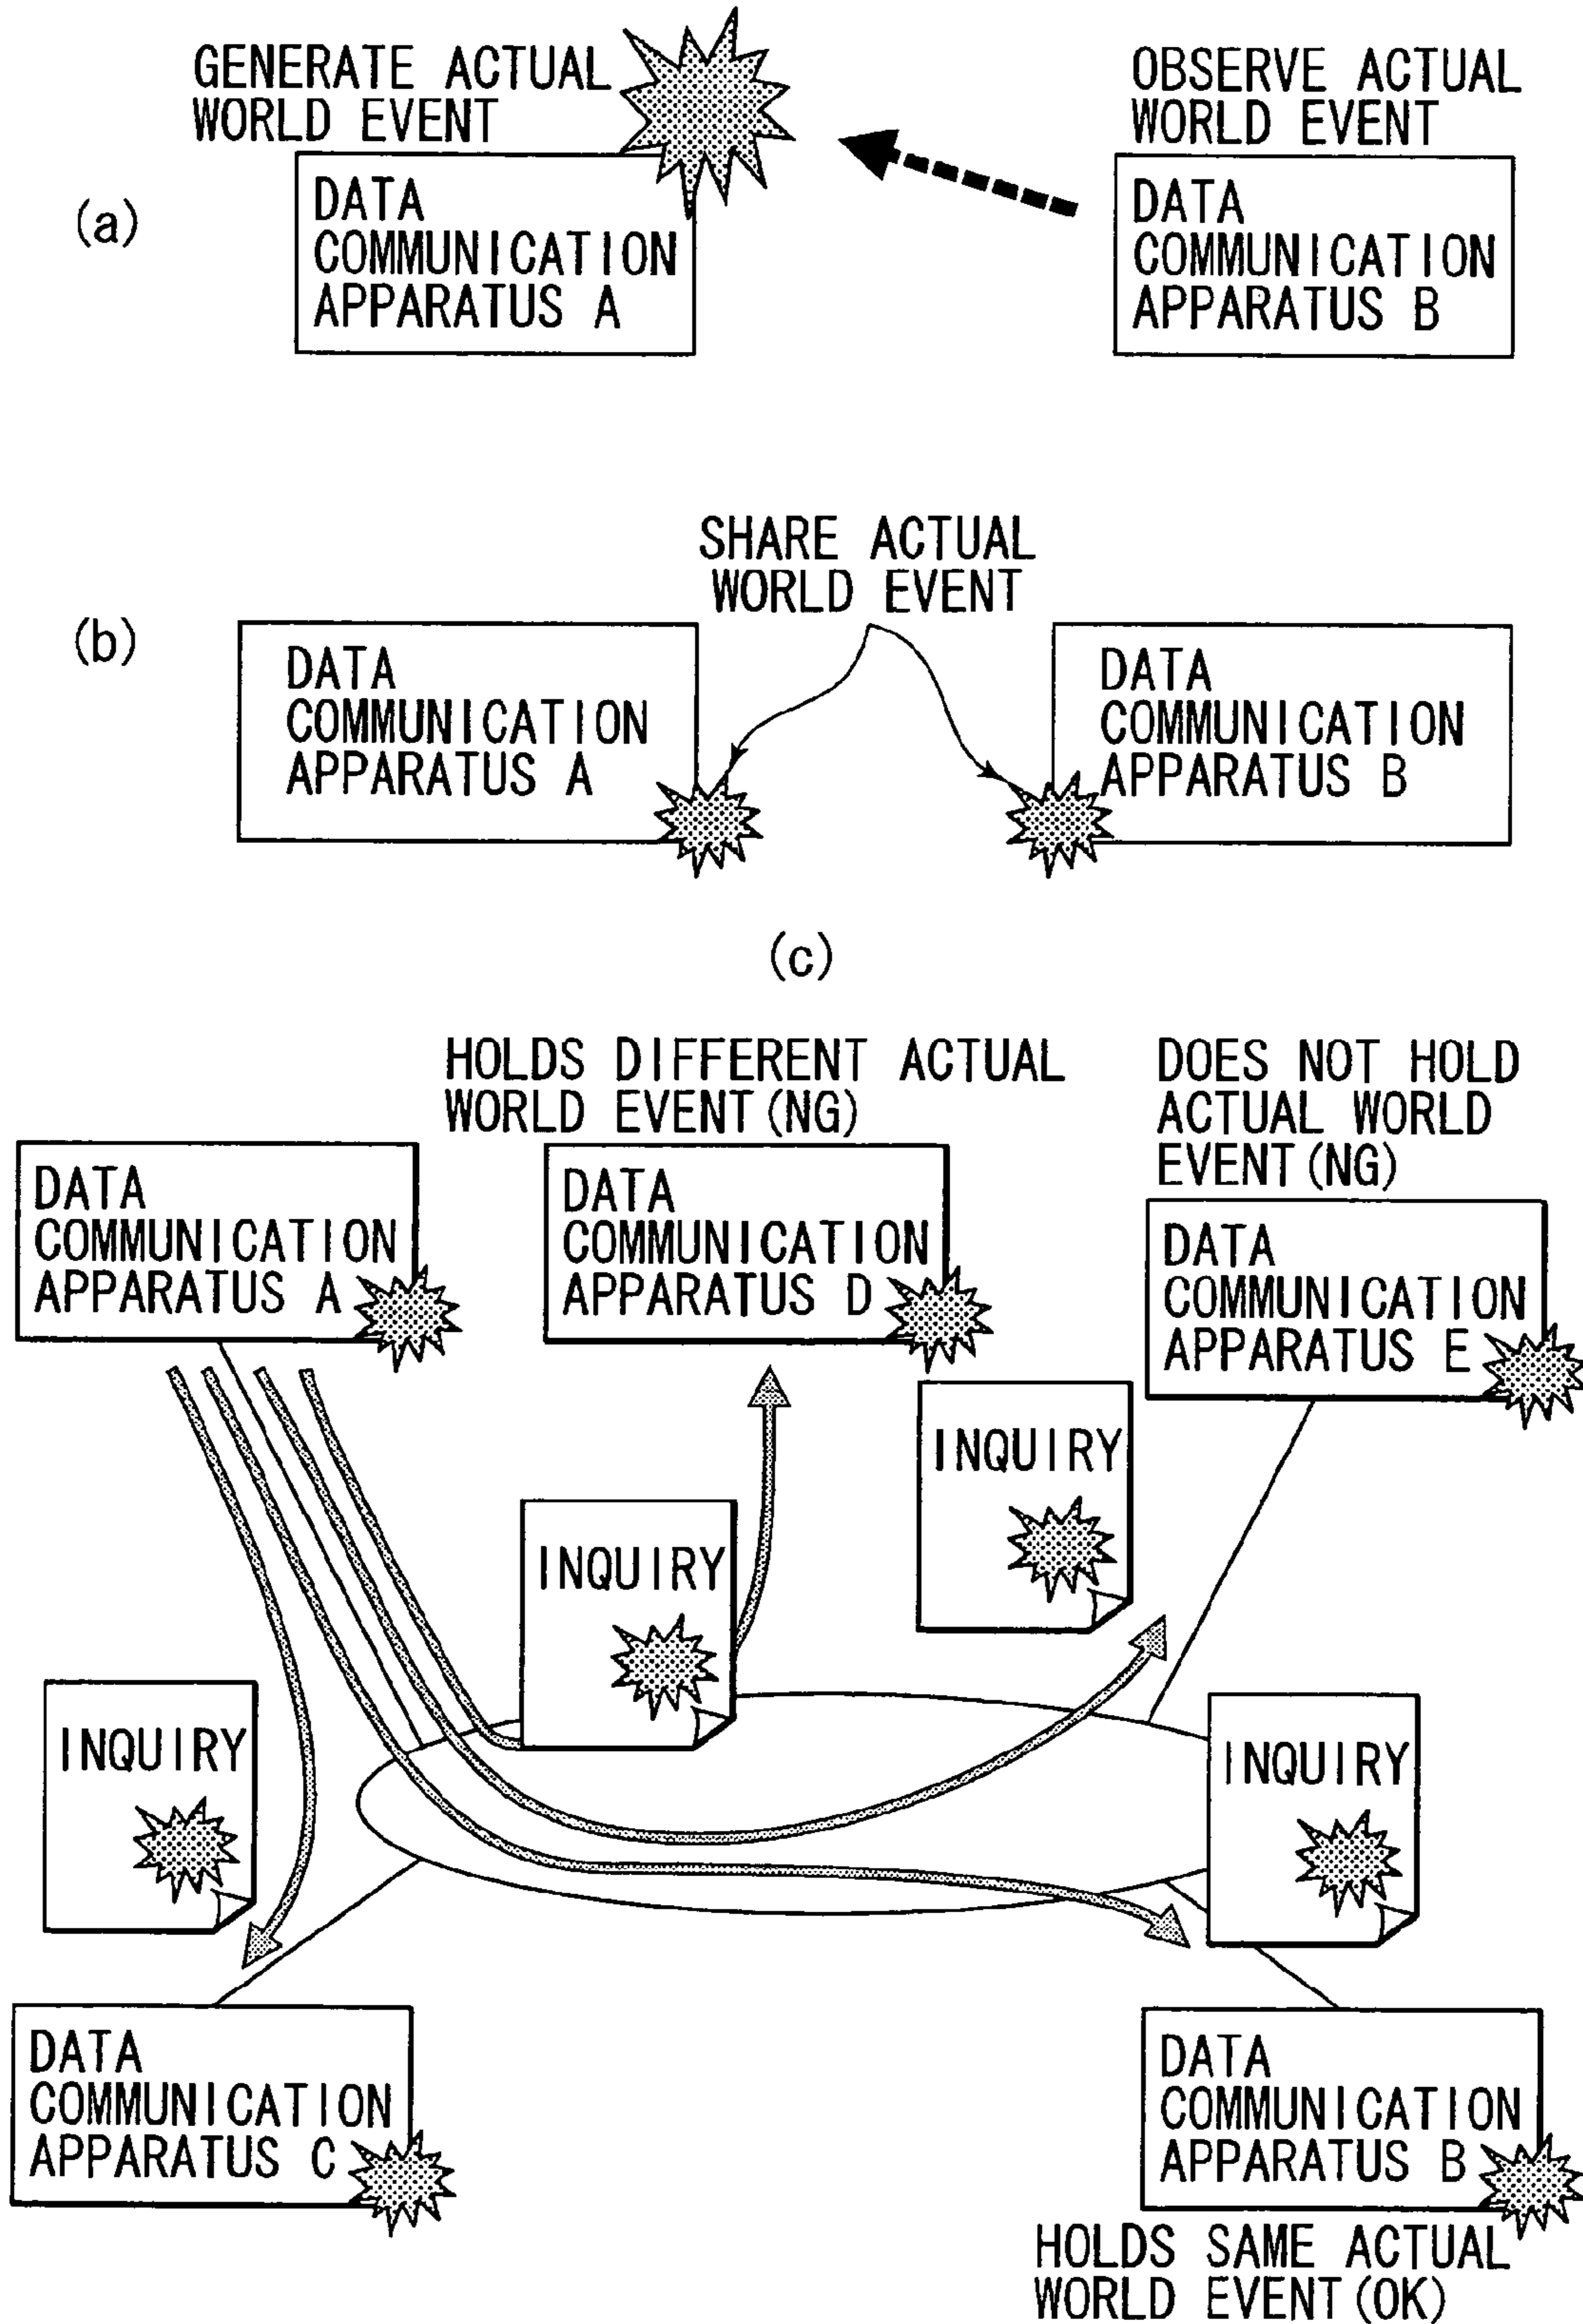 GENERATE ACTUAL
WORLD EVENT
OBSERVE ACTUAL
WORLD EVENT
(a)
DATA
COMMUNICATION
APPARATUS A
DATA
COMMUNICATION
APPARATUS B
SHARE ACTUAL
WORLD EVENT
(b)
DATA
COMMUNICATION
APPARATUS A
DATA
COMMUNICATION
APPARATUS B
(c)
HOLDS DIFFERENT ACTUAL
WORLD EVENT(NG)
DOES NOT HOLD
ACTUAL WORLD
EVENT(NG)
DATA
COMMUNICATION
APPARATUS A
DATA
COMMUNICATION
APPARATUS D
DATA
COMMUNICATION
APPARATUS E
INQUIRY
INQUIRY
INQUIRY
INQUIRY
DATA
COMMUNICATION
APPARATUS C
DATA
COMMUNICATION
APPARATUS B
HOLDS SAME ACTUAL
WORLD EVENT(OK)